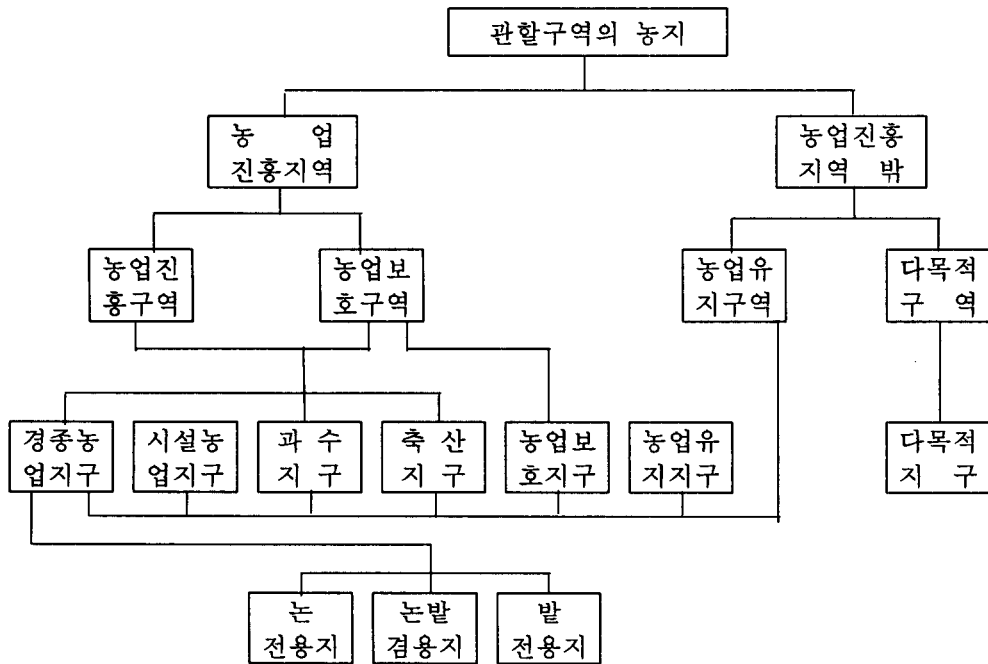 관할구역의 농지
농 업
진흥지역
농업진흥
지역 밖
농업진
흥구역
농업보
호구역
농업유
지구역
다목적
구 역
경종농
업지구
시설농
업지구
과 수
지 구
축 산
지 구
농업보
호지구
농업유
지지구
다목적
지 구
논
전용지
논밭
겸용지
밭
전용지